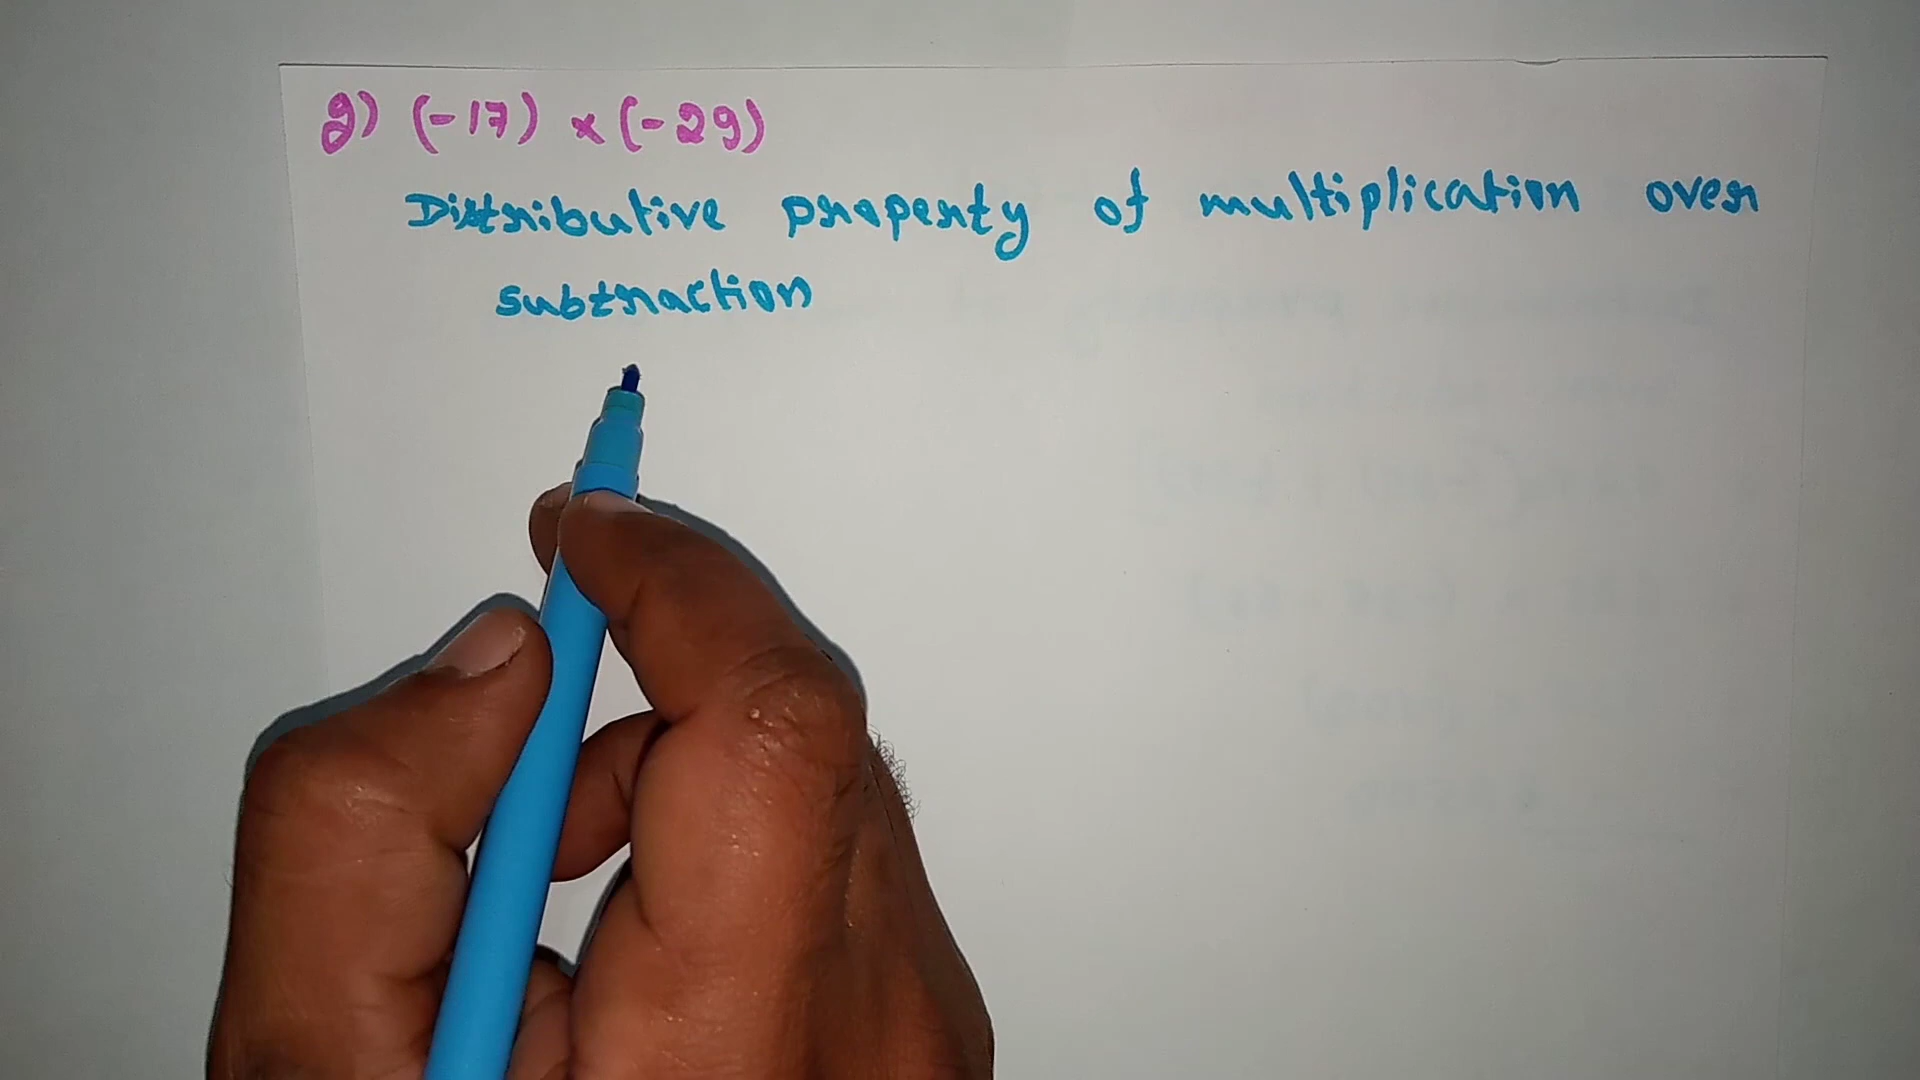 g) (-17) × (-29)
Distributive property of multiplication over
subtraction